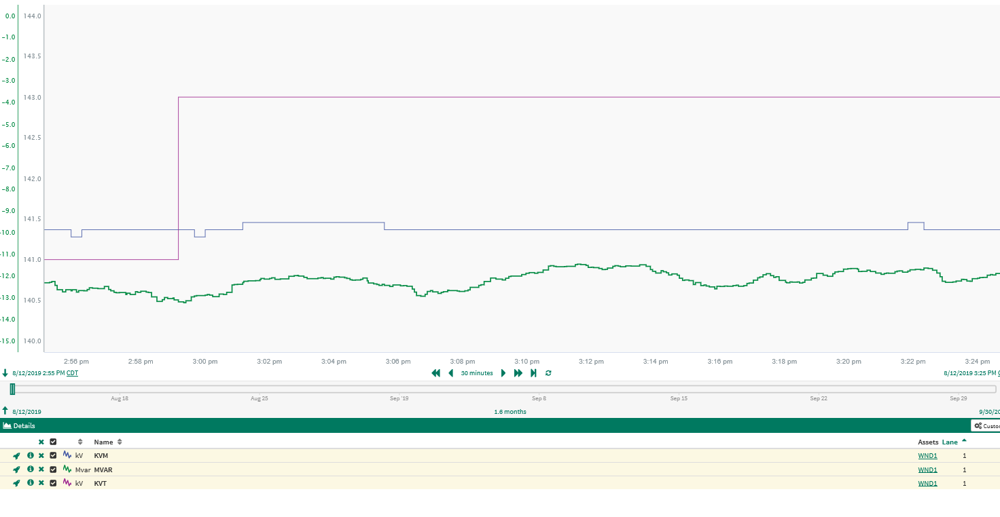 0.0 144.0
-1.0
143.5
-2.0
-3.0
143.0
-4.0
-5.0
142.5
-6.0
-7.0
142.0
-8.0
-9.0
141.5
-10.0
-11.0
141.0
-12.0
-13.0
140.5
-14.0
-15.0 140.0
2:56 pm 2:58 pm 3:00 pm 3:02 pm 3:04 pm 3:06 pm 3:08 pm 3:10 pm 3:12 pm 3:14 pm 3:16 pm 3:18 pm 3:20 pm 3:22 pm 3:24 pm
8/12/2019 2:55 PM CDT 30 minutes 8/12/2019 3:25 PM C
Aug 18 Aug 25 Sep '19 Sep 8 Sep 15 Sep 22 Sep 29
8/12/2019 1.6 months 9/30/20
Details Custo
Name Assets Lane
kV KVM WND1 1
Mvar MVAR WND1 1
kV KVT WND1 1